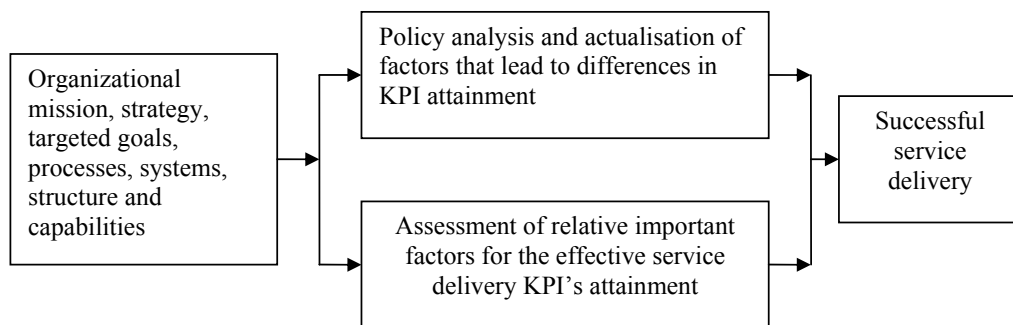 Organizational
mission, strategy,
targeted goals,
processes, systems,
structure and
capabilities
Policy analysis and actualisation of
factors that lead to differences in
KPI attainment
Assessment of relative important
factors for the effective service
delivery KPI’s attainment
Successful
service
delivery